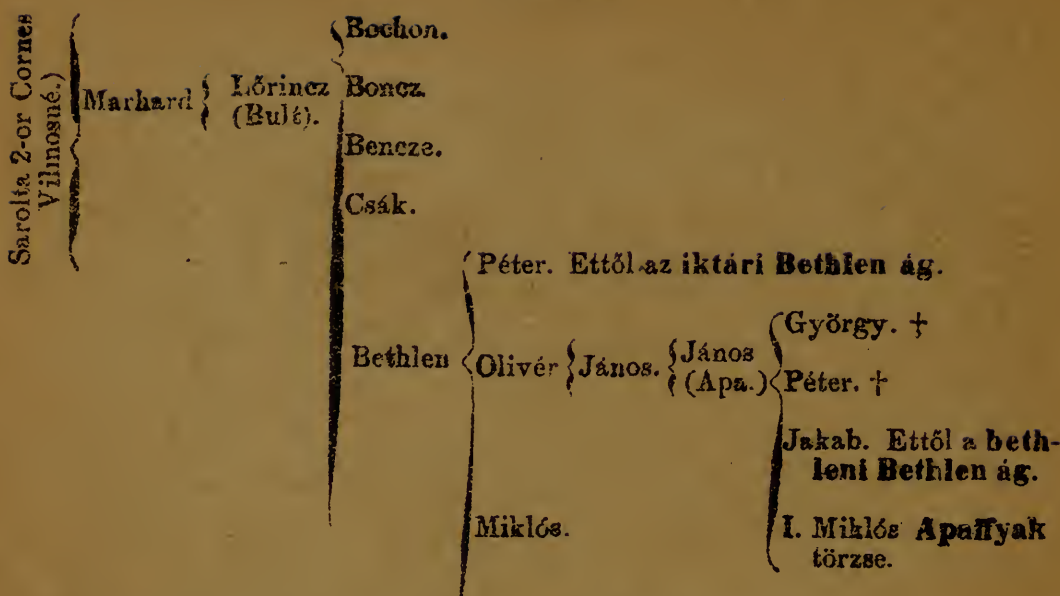 Sarolta 2-or Cornes
Vilmosné.)
Marhard
Lőrincz
(Bulé).
Bochon.
Boncz.
Bencze.
Csák.
Bethlen
Péter. Ettől az iktári Bethlen ág.
Olivér
János.
János
(Apa.)
Miklós.
György. †
Péter. †
Jakab. Ettől a beth-
leni Bethlen ág.
I. Miklós Apaffyak
törzse.